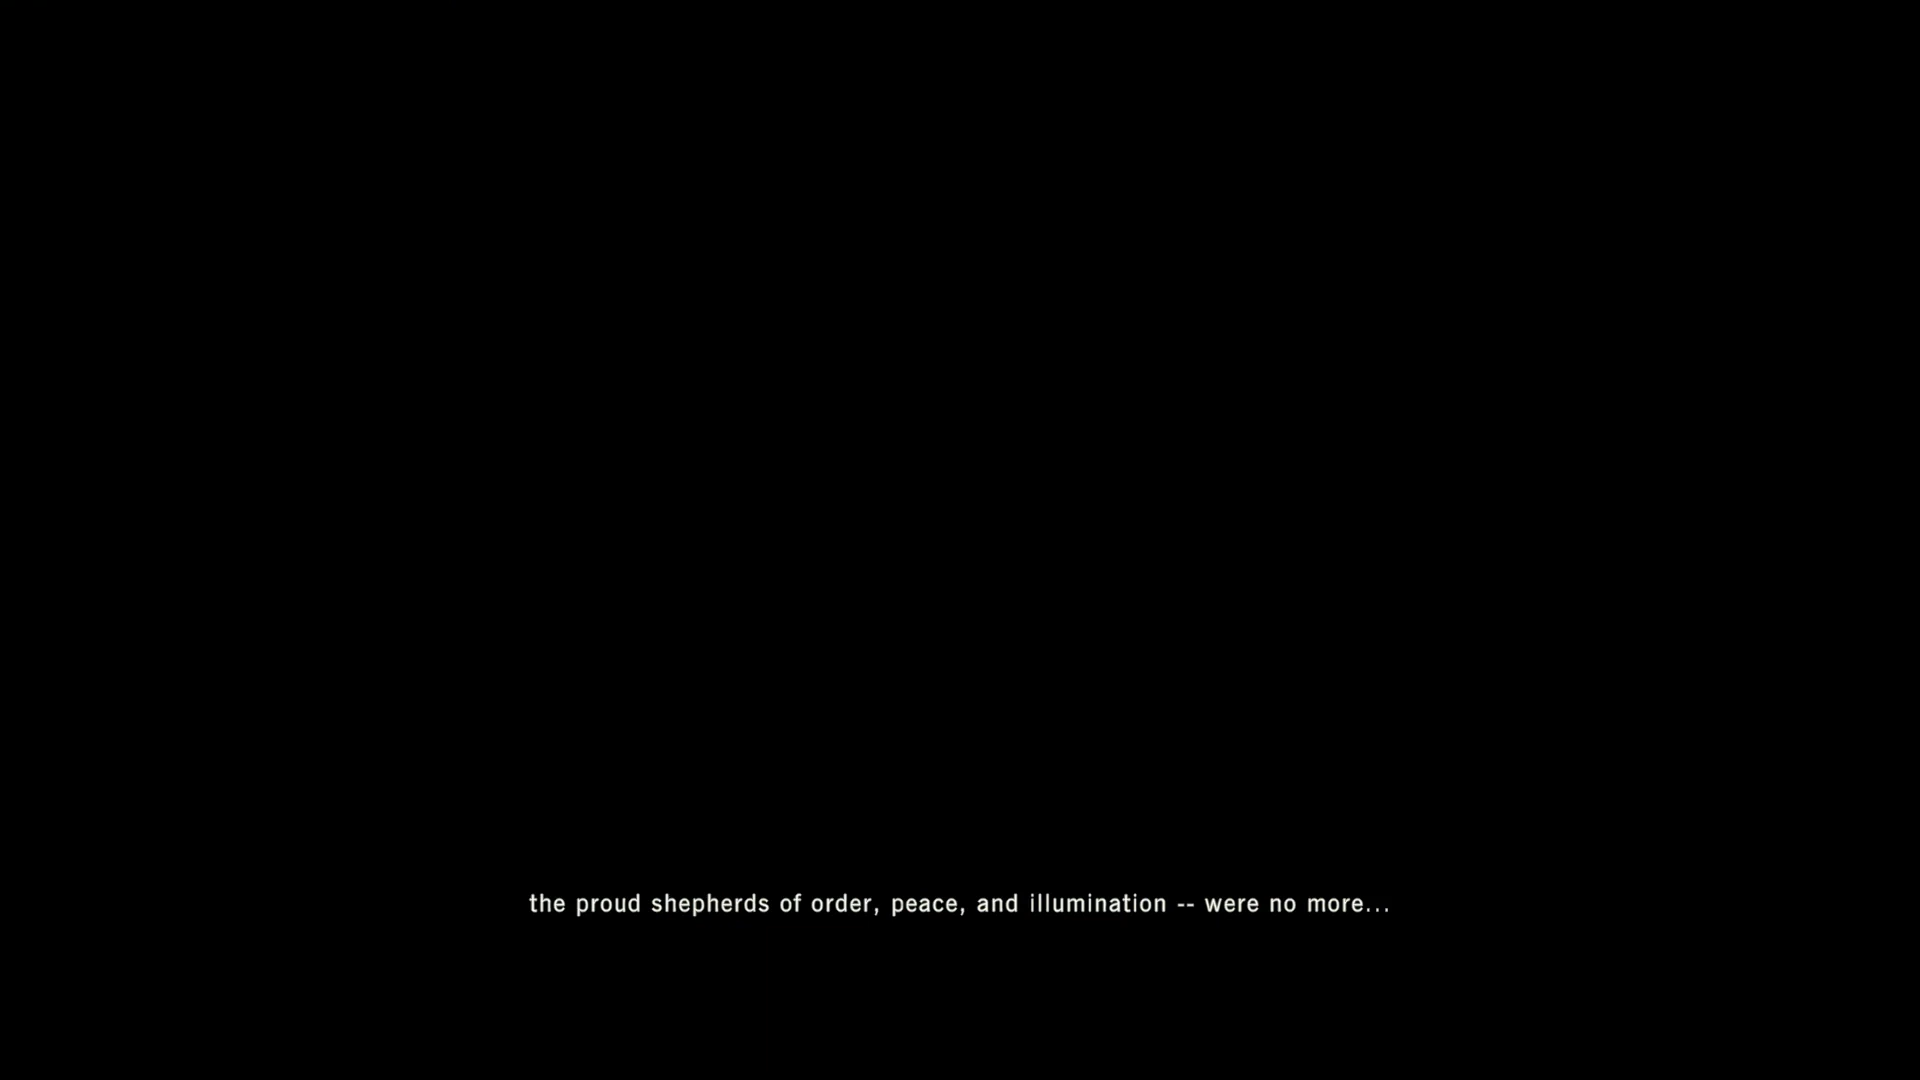 the proud shepherds of order, peace, and illumination -- were no more...